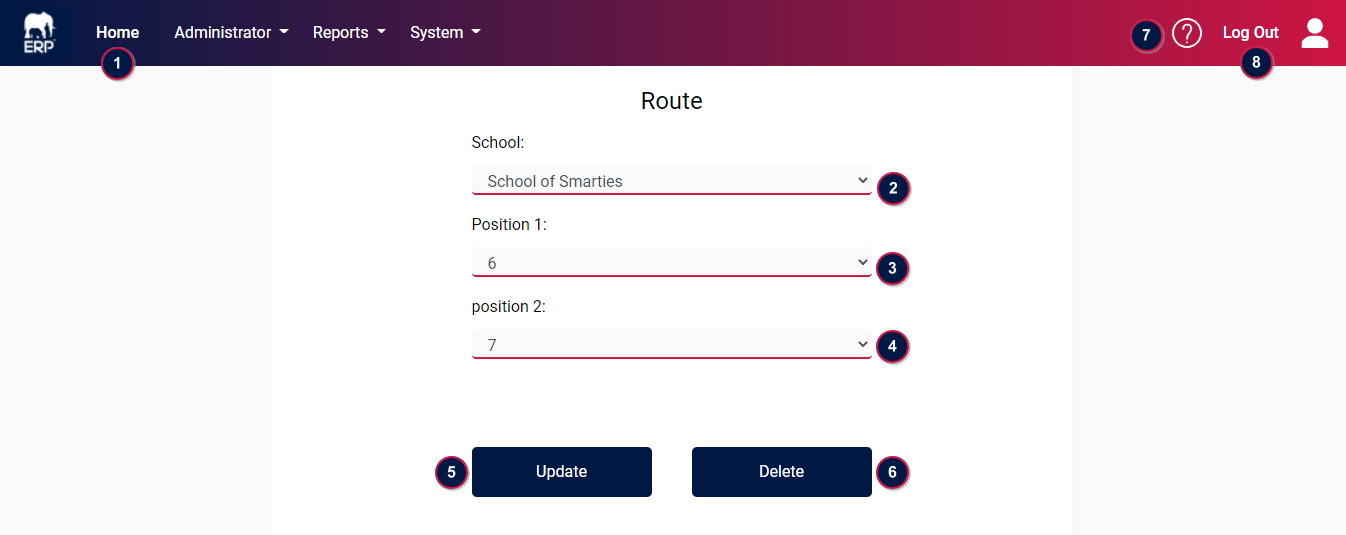 ERP™
Home Administrator Reports System 7 ? Log Out
1 8
Route
School:
School of Smarties 2
Position 1:
6 3
position 2:
7 4
5 Update Delete 6